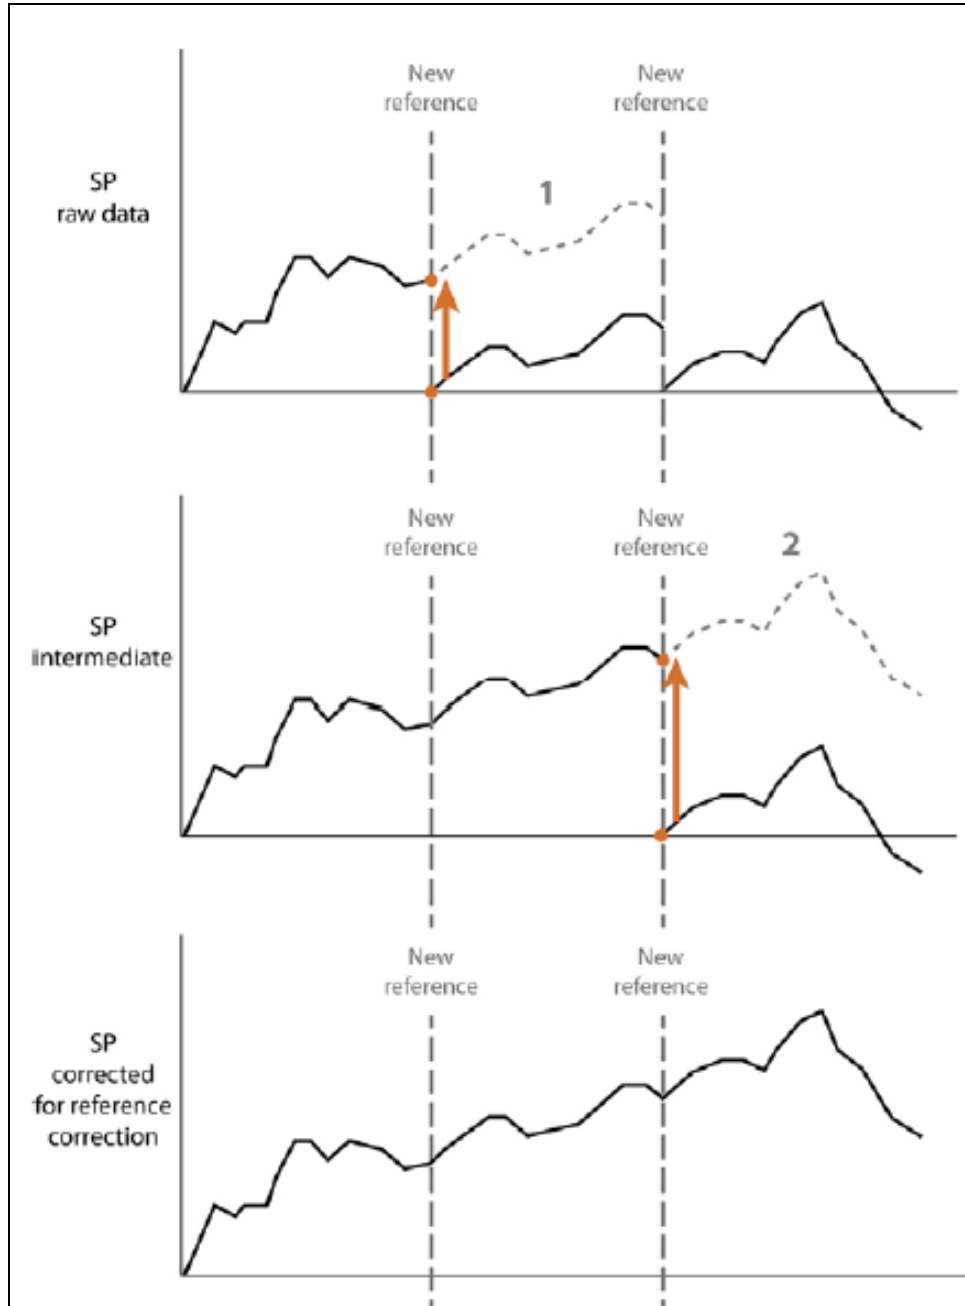 New
reference
New
reference
1
SP
raw data
New
reference
New
reference
2
SP
intermediate
New
reference
New
reference
SP
corrected
for reference
correction